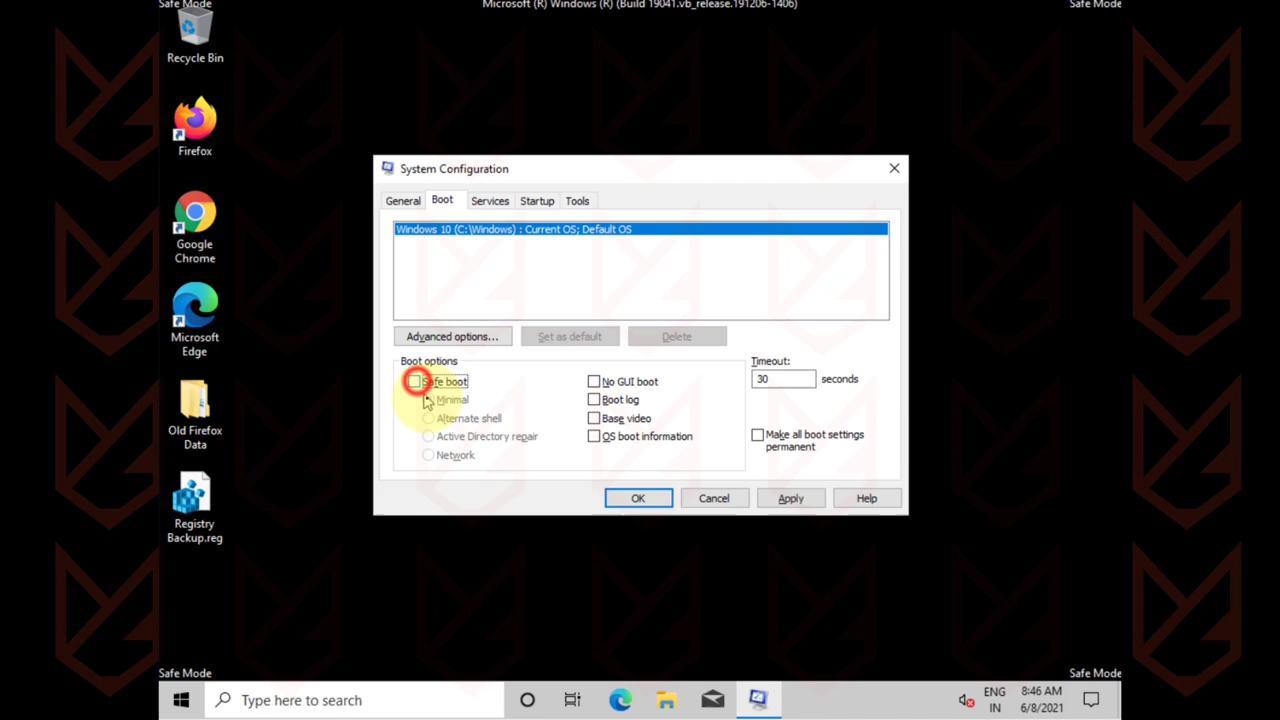 Safe Mode
Microsoft (R) Windows (R) (Build 19041.vb_release.191206-1406)
Safe Mode
Recycle Bin
Firefox
Google
Chrome
Microsoft
Edge
Old Firefox
Data
Registry
Backup.reg
System Configuration
General Boot Services Startup Tools
Windows 10 (C:\Windows) : Current OS; Default OS
Advanced options... Set as default Delete
Boot options
Safe boot
Minimal
Alternate shell
Active Directory repair
Network
No GUI boot
Boot log
Base video
OS boot information
Timeout:
30 seconds
Make all boot settings
permanent
OK Cancel Apply Help
Safe Mode
Safe Mode
Type here to search
ENG
IN
8:46 AM
6/8/2021